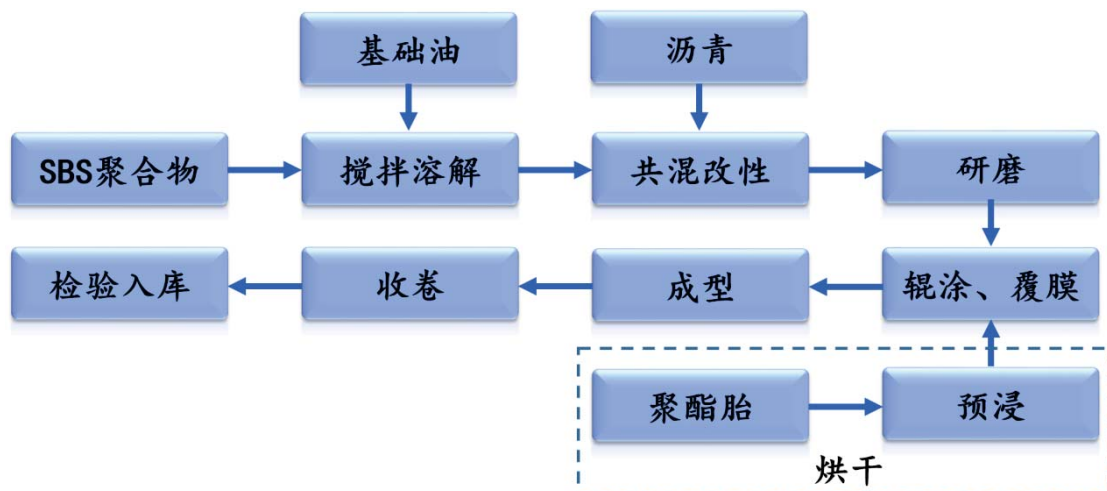 基础油
沥青
SBS聚合物
搅拌溶解
共混改性
研磨
检验入库
收卷
成型
辊涂、覆膜
聚酯胎
预浸
烘干